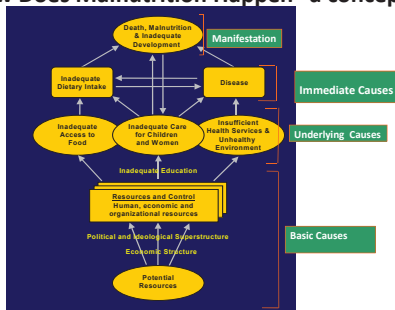 Does Malnutrition Happen - a concep
Death, Malnutrition
& Inadequate
Development
Manifestation
Inadequate
Dietary Intake
Disease
Immediate Causes
Inadequate
Access to
Food
Inadequate Care
for Children
and Women
Insufficient
Health Services &
Unhealthy
Environment
Underlying Causes
Inadequate Education
Resources and Control
Human, economic and
organizational resources
Political and Ideological Superstructure
Economic Structure
Basic Causes
Potential
Resources